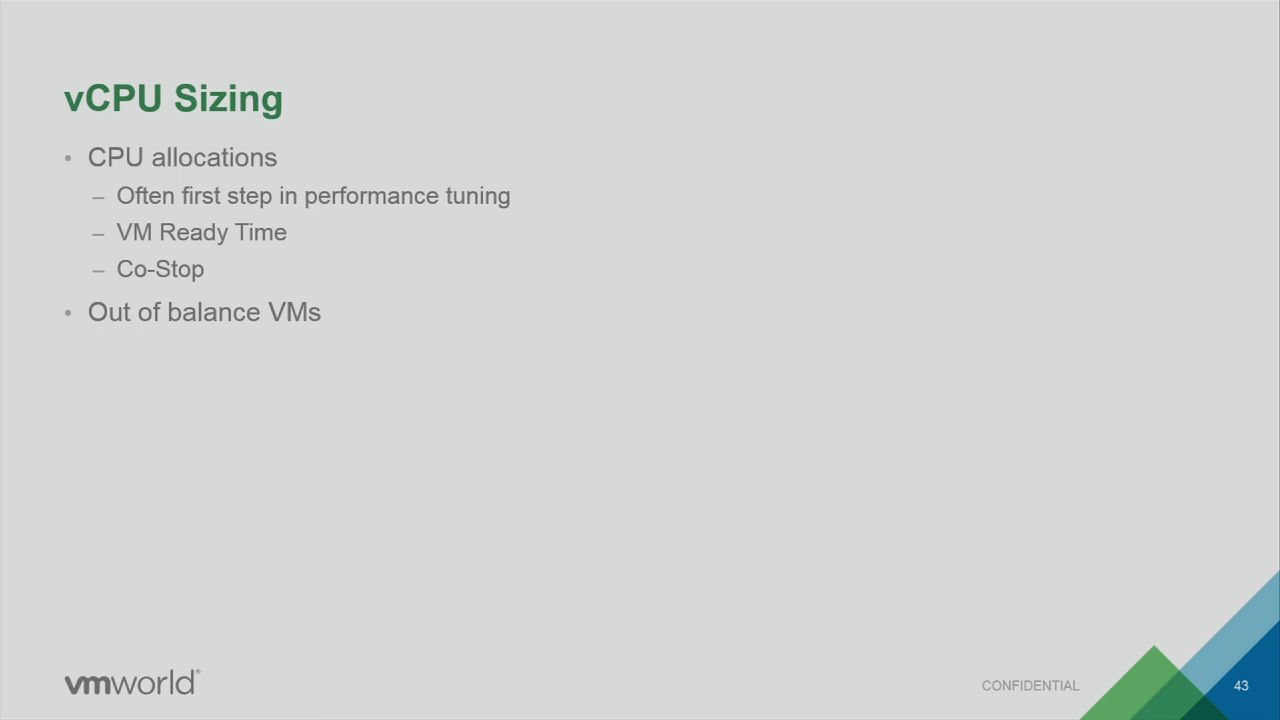 vCPU Sizing
• CPU allocations
– Often first step in performance tuning
– VM Ready Time
– Co-Stop
• Out of balance VMs
vmworld®
CONFIDENTIAL
43